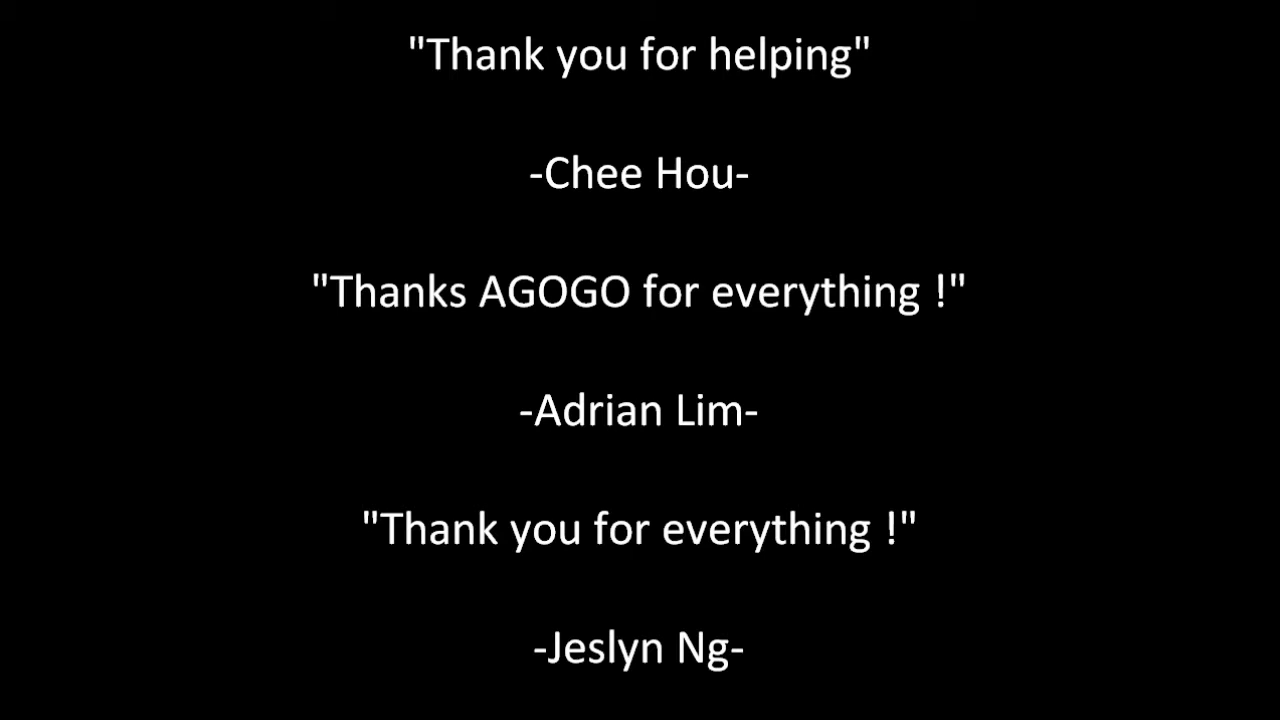 "Thank you for helping"
-Chee Hou-
"Thanks AGOGO for everything !"
-Adrian Lim-
"Thank you for everything !"
-Jeslyn Ng-